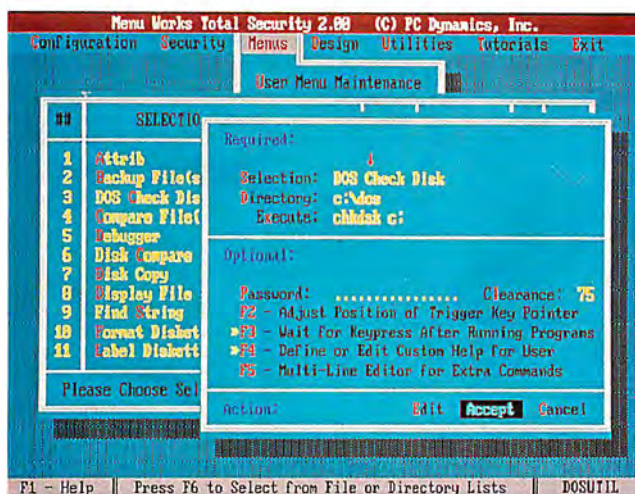 Menu Works Total Security 2.00 (C) PC Dynamics, Inc.
Configuration Security Menus Design Utilities Tutorials Exit
User Menu Maintenance
## SELECTIO
1 Attrib
2 Backup File(s
3 DOS Check Dis
4 Compare File(
5 Debugger
6 Disk Compare
7 Disk Copy
8 Display File
9 Find String
10 Format Disket
11 Label Diskett
Please Choose Sel
Required:
Selection: DOS Check Disk
Directory: c:\dos
Execute: chkdsk c:
Optional:
Password: ................ Clearance: 75
F2 - Adjust Position of Trigger Key Pointer
»F3 - Wait for Keypress After Running Programs
»F4 - Define or Edit Custom Help for User
F5 - Multi-Line Editor for Extra Commands
Action: Edit Accept Cancel
F1 - Help Press F6 to Select from File or Directory Lists DOSUTIL